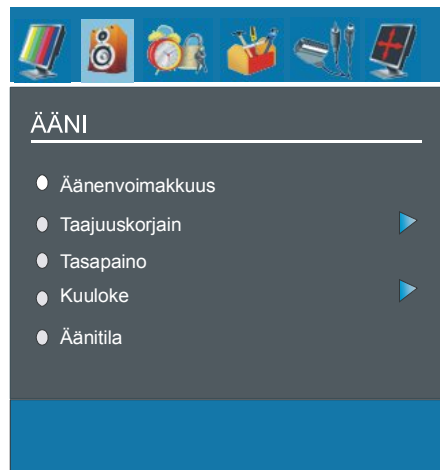 ÄÄNI
Äänenvoimakkuus
Taajuuskorjain
Tasapaino
Kuuloke
Äänitila